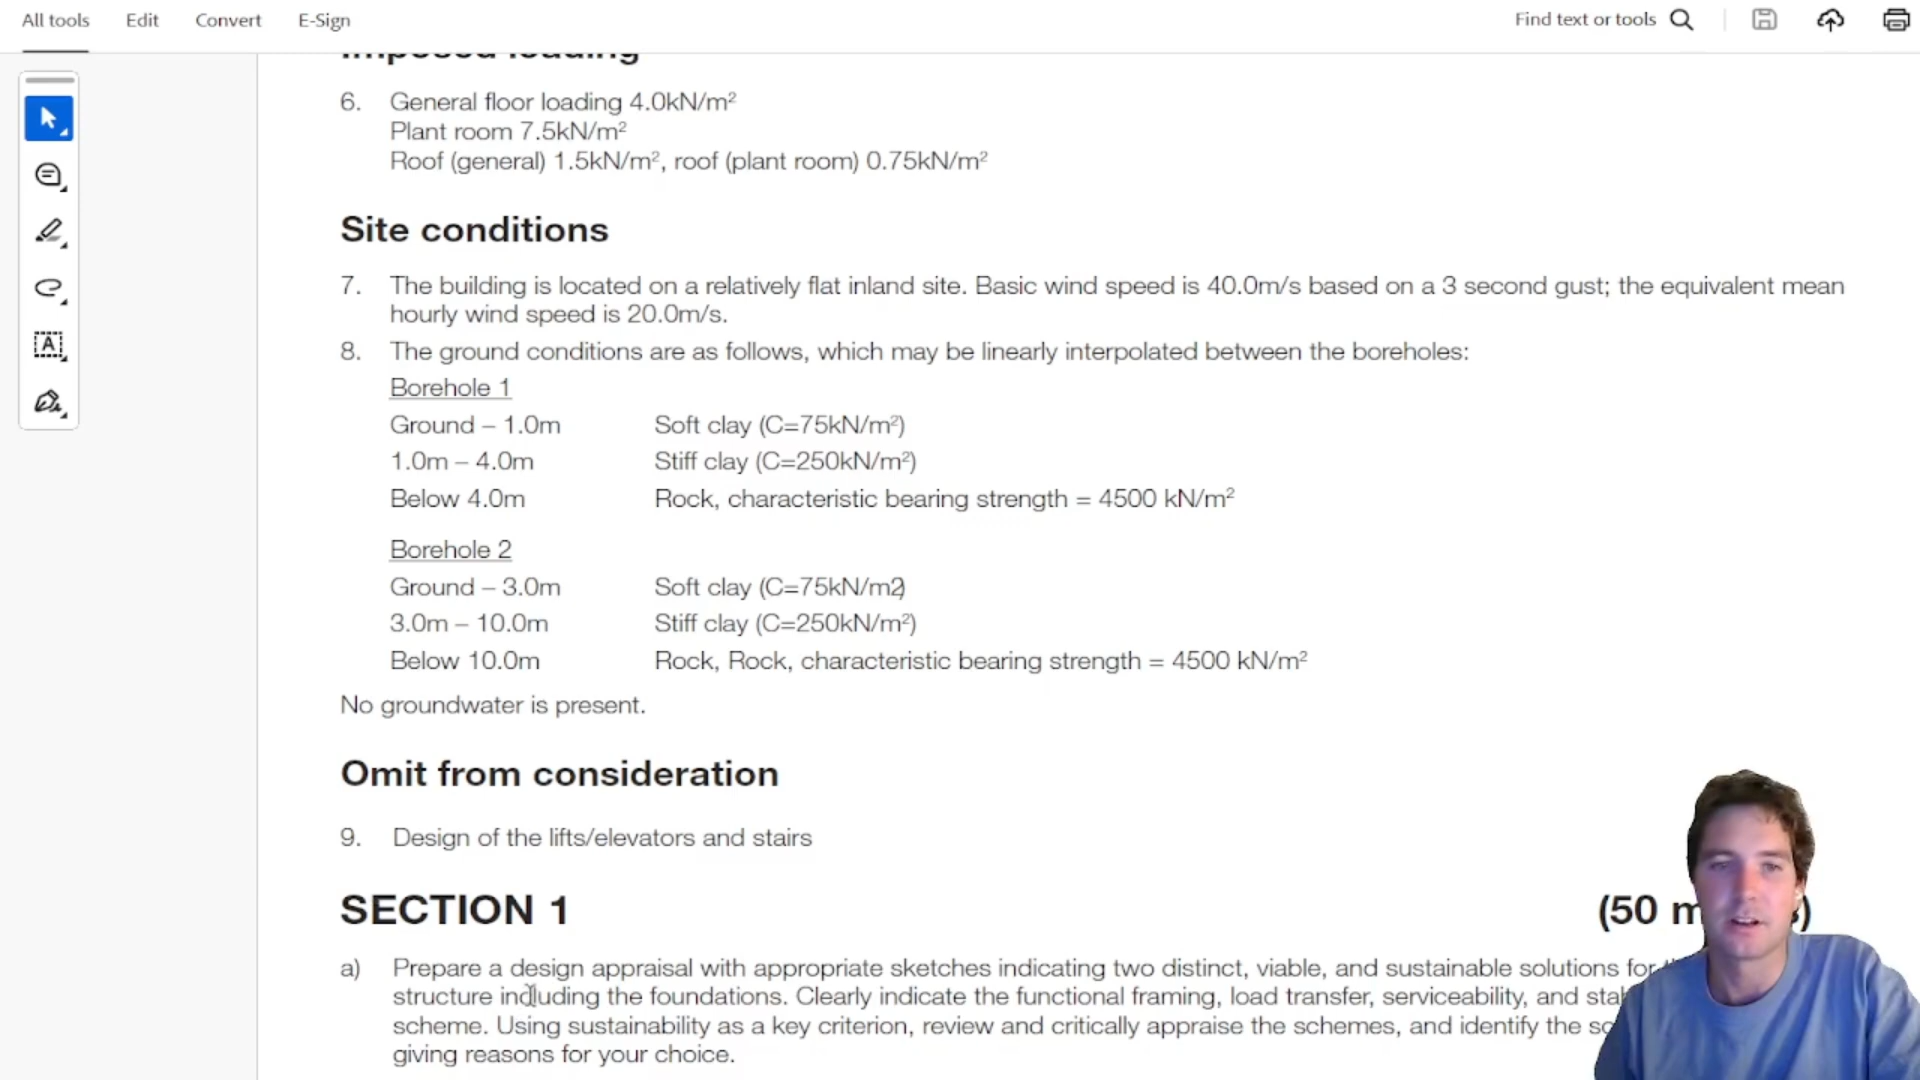 All tools Edit Convert E-Sign Find text or tools
Imposed loading
6. General floor loading 4.0kN/m²
Plant room 7.5kN/m²
Roof (general) 1.5kN/m², roof (plant room) 0.75kN/m²
Site conditions
7. The building is located on a relatively flat inland site. Basic wind speed is 40.0m/s based on a 3 second gust; the equivalent mean
hourly wind speed is 20.0m/s.
8. The ground conditions are as follows, which may be linearly interpolated between the boreholes:
Borehole 1
Ground – 1.0m Soft clay (C=75kN/m²)
1.0m – 4.0m Stiff clay (C=250kN/m²)
Below 4.0m Rock, characteristic bearing strength = 4500 kN/m²
Borehole 2
Ground – 3.0m Soft clay (C=75kN/m2)
3.0m – 10.0m Stiff clay (C=250kN/m²)
Below 10.0m Rock, Rock, characteristic bearing strength = 4500 kN/m²
No groundwater is present.
Omit from consideration
9. Design of the lifts/elevators and stairs
SECTION 1 (50 m
a) Prepare a design appraisal with appropriate sketches indicating two distinct, viable, and sustainable solutions for
structure including the foundations. Clearly indicate the functional framing, load transfer, serviceability, and
scheme. Using sustainability as a key criterion, review and critically appraise the schemes, and identify the
giving reasons for your choice.